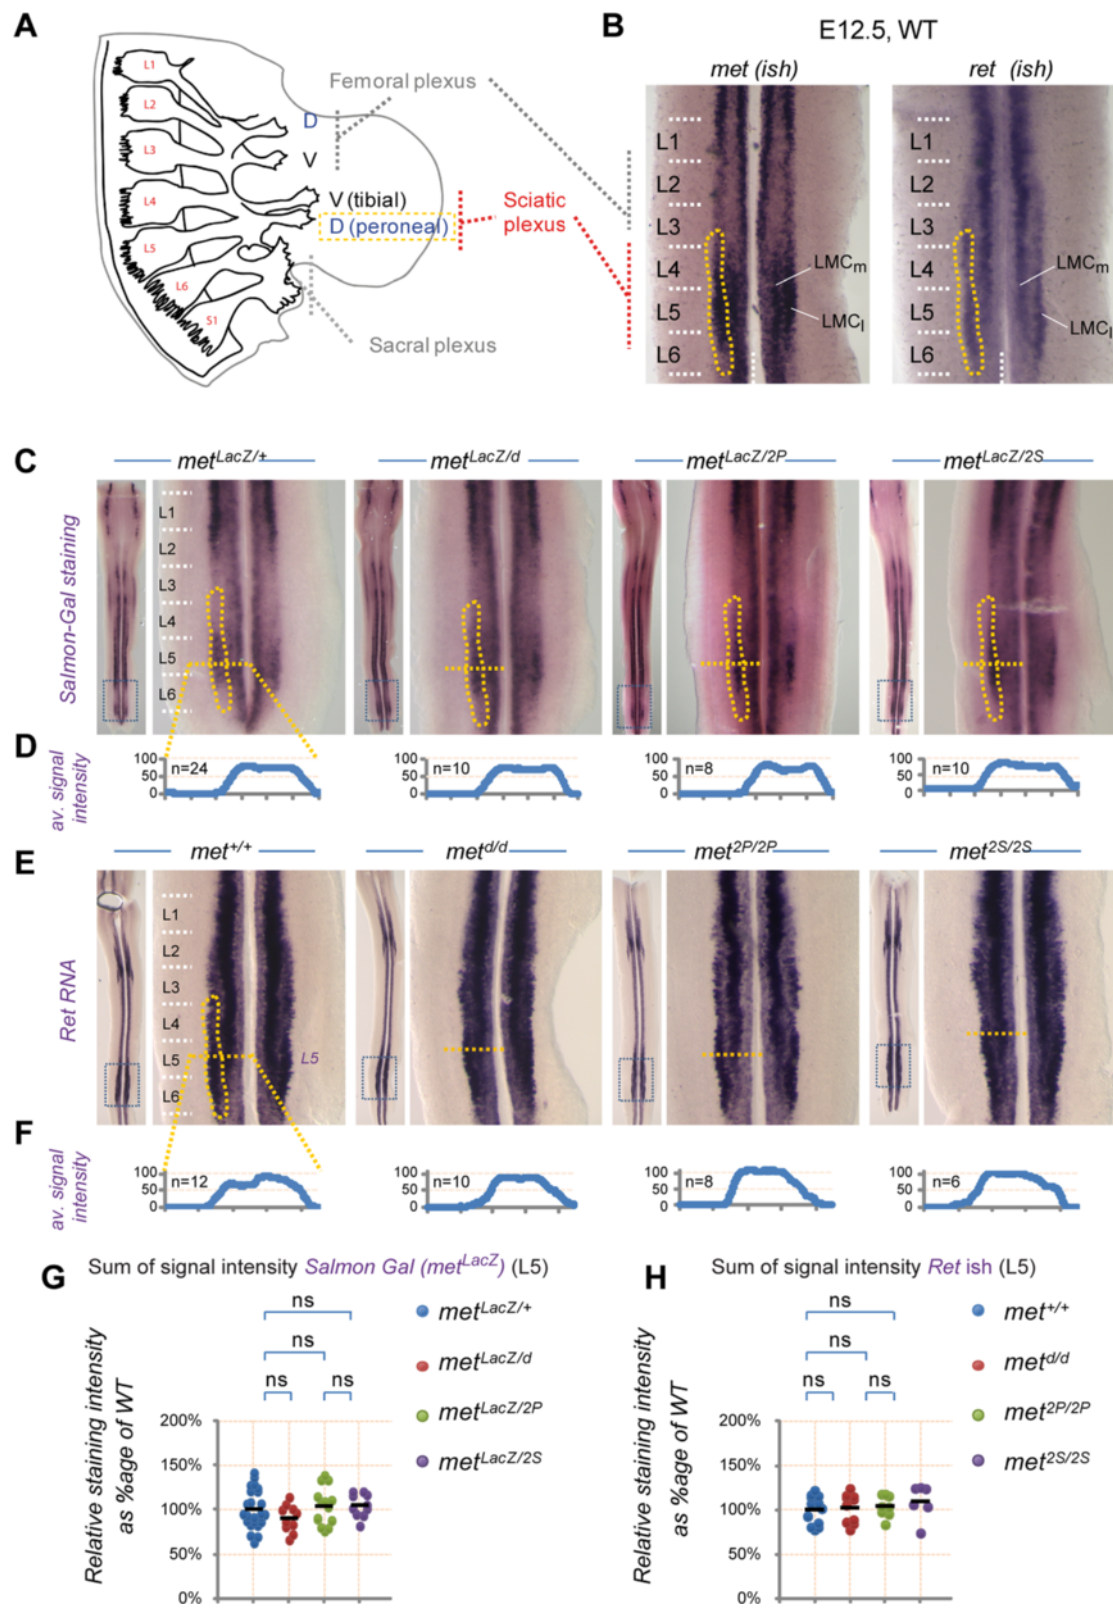 A
L1
L2
L3
L4
L5
L6
S1
Femoral plexus
D
V
V (tibial)
D (peroneal)
Sciatic
plexus
Sacral plexus
B
E12.5, WT
met (ish)
ret (ish)
L1
L2
L3
L4
L5
L6
LMCm
LMCl
L1
L2
L3
L4
L5
L6
LMCm
LMCl
C
Salmon-Gal staining
metLacZ/+
metLacZ/d
metLacZ/2P
metLacZ/2S
L1
L2
L3
L4
L5
L6
D
av. signal
intensity
100
50
0
n=24
100
50
0
n=10
100
50
0
n=8
100
50
0
n=10
E
Ret RNA
met+/+
metd/d
met2P/2P
met2S/2S
L1
L2
L3
L4
L5
L6
L5
F
av. signal
intensity
100
50
0
n=12
100
50
0
n=10
100
50
0
n=8
100
50
0
n=6
G
Sum of signal intensity Salmon Gal (metLacZ) (L5)
Relative staining intensity
as %age of WT
ns
ns
ns
ns
200%
150%
100%
50%
0%
metLacZ/+
metLacZ/d
metLacZ/2P
metLacZ/2S
H
Sum of signal intensity Ret ish (L5)
Relative staining intensity
as %age of WT
ns
ns
ns
ns
200%
150%
100%
50%
0%
met+/+
metd/d
met2P/2P
met2S/2S